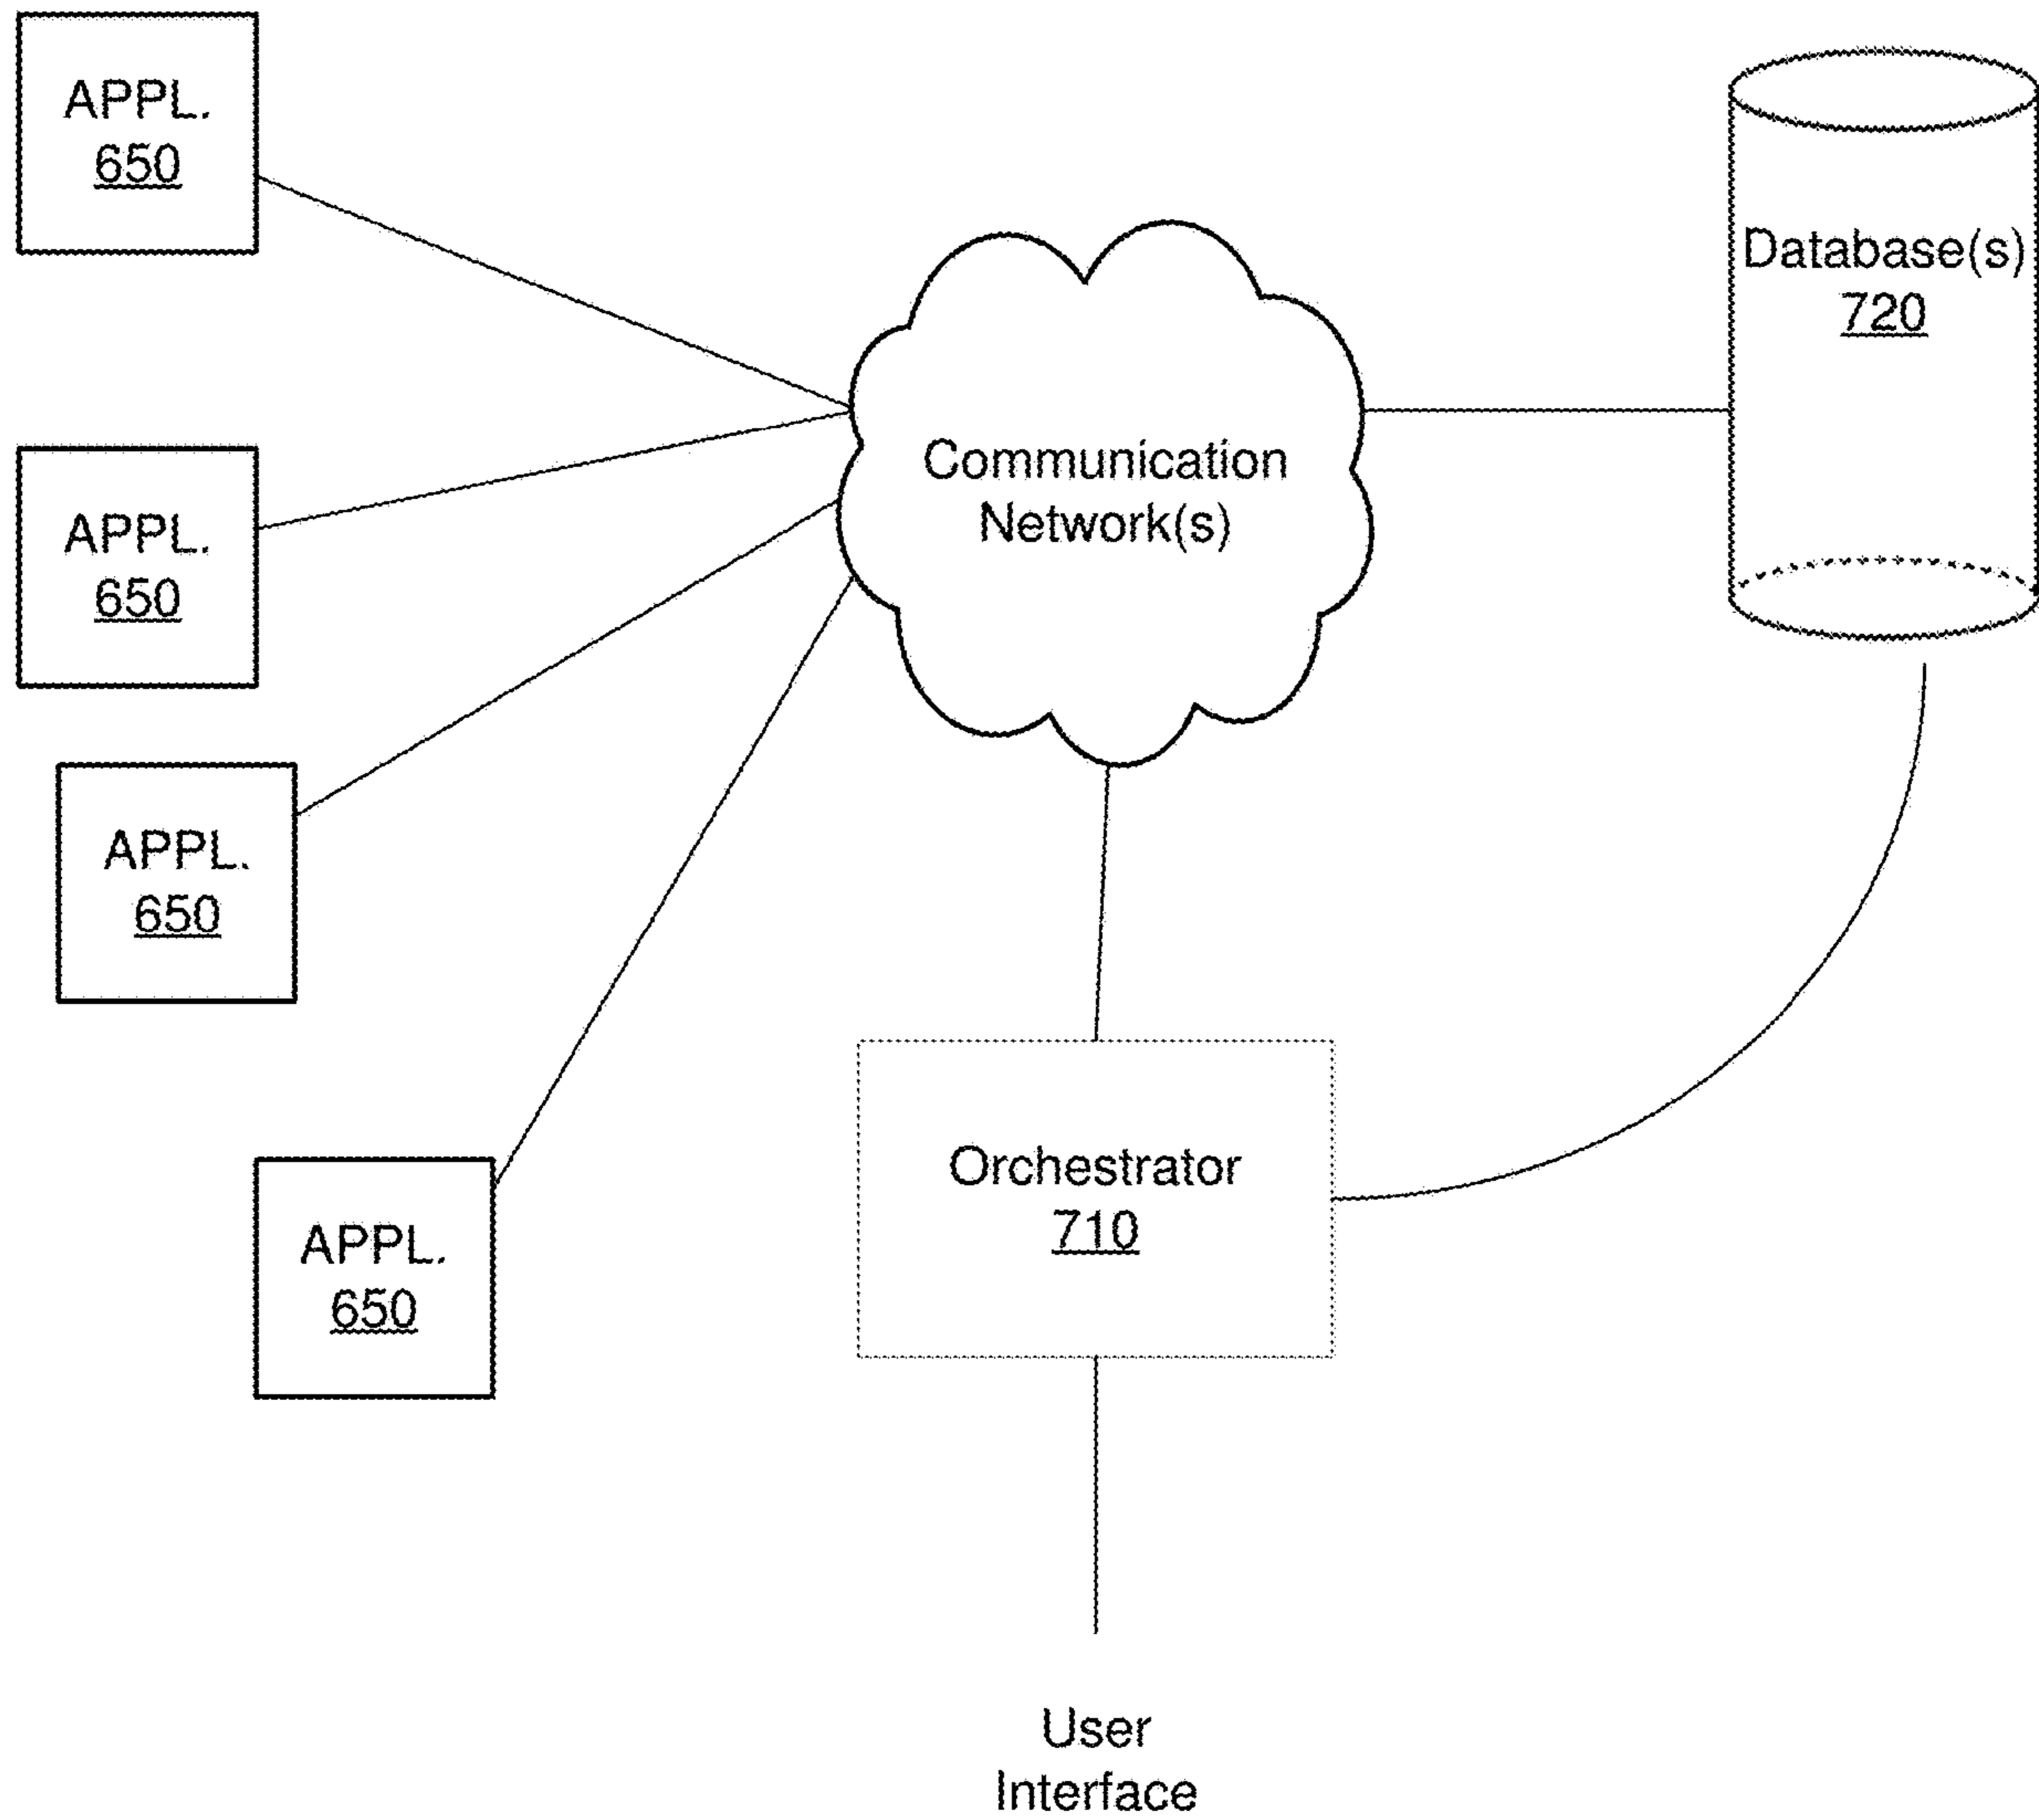 APPL.
650
APPL.
650
APPL.
650
APPL.
650
Communication
Network(s)
Database(s)
720
Orchestrator
710
User
Interface